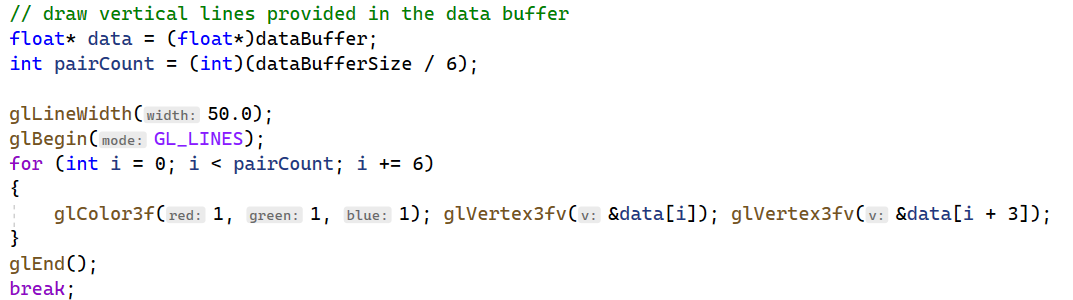 // draw vertical lines provided in the data buffer
float* data = (float*)dataBuffer;
int pairCount = (int)(dataBufferSize / 6);

glLineWidth(width: 50.0);
glBegin(mode: GL_LINES);
for (int i = 0; i < pairCount; i += 6)
{
    glColor3f(red: 1, green: 1, blue: 1); glVertex3fv(v: &data[i]); glVertex3fv(v: &data[i + 3]);
}
glEnd();
break;